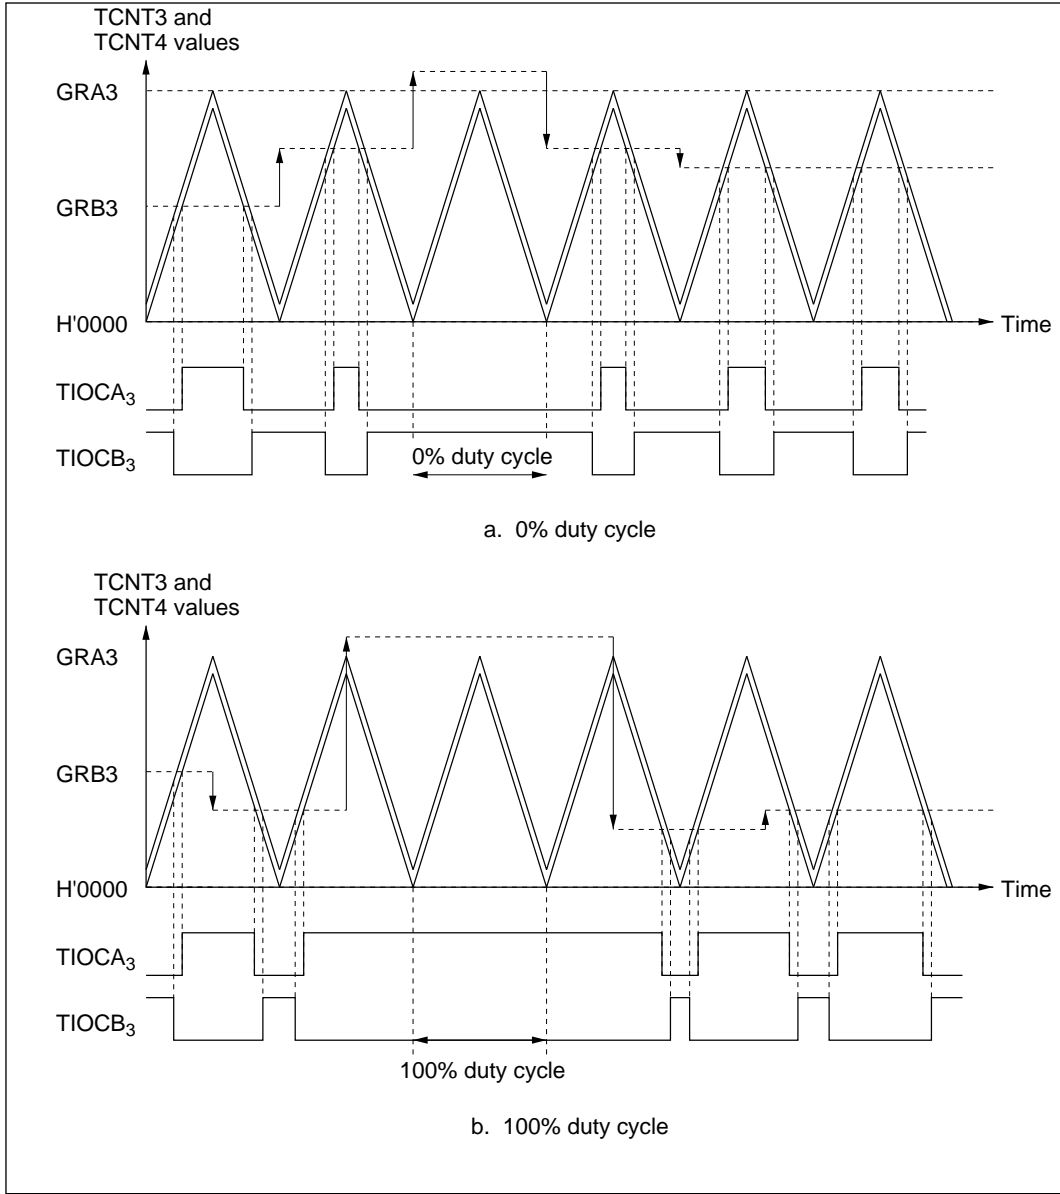 TCNT3 and
TCNT4 values
GRA3
GRB3
H'0000
Time
TIOCA3
TIOCB3
0% duty cycle
a. 0% duty cycle
TCNT3 and
TCNT4 values
GRA3
GRB3
H'0000
Time
TIOCA3
TIOCB3
100% duty cycle
b. 100% duty cycle